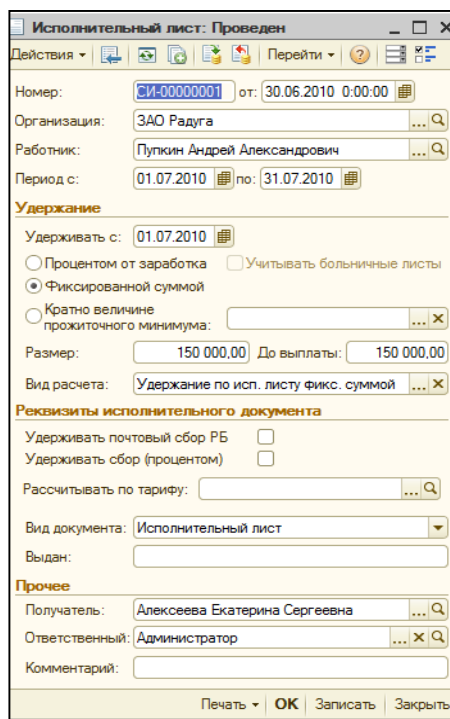 Исполнительный лист: Проведен
Действия Перейти
Номер: СИ-00000001 от: 30.06.2010 0:00:00
Организация: ЗАО Радуга
Работник: Пупкин Андрей Александрович
Период с: 01.07.2010 по: 31.07.2010
Удержание
Удерживать с: 01.07.2010
Процентом от заработка Учитывать больничные листы
Фиксированной суммой
Кратно величине
прожиточного минимума:
Размер: 150 000,00 До выплаты: 150 000,00
Вид расчета: Удержание по исп. листу фикс. суммой
Реквизиты исполнительного документа
Удерживать почтовый сбор РБ
Удерживать сбор (процентом)
Рассчитывать по тарифу:
Вид документа: Исполнительный лист
Выдан:
Прочее
Получатель: Алексеева Екатерина Сергеевна
Ответственный: Администратор
Комментарий:
Печать OK Записать Закрыть